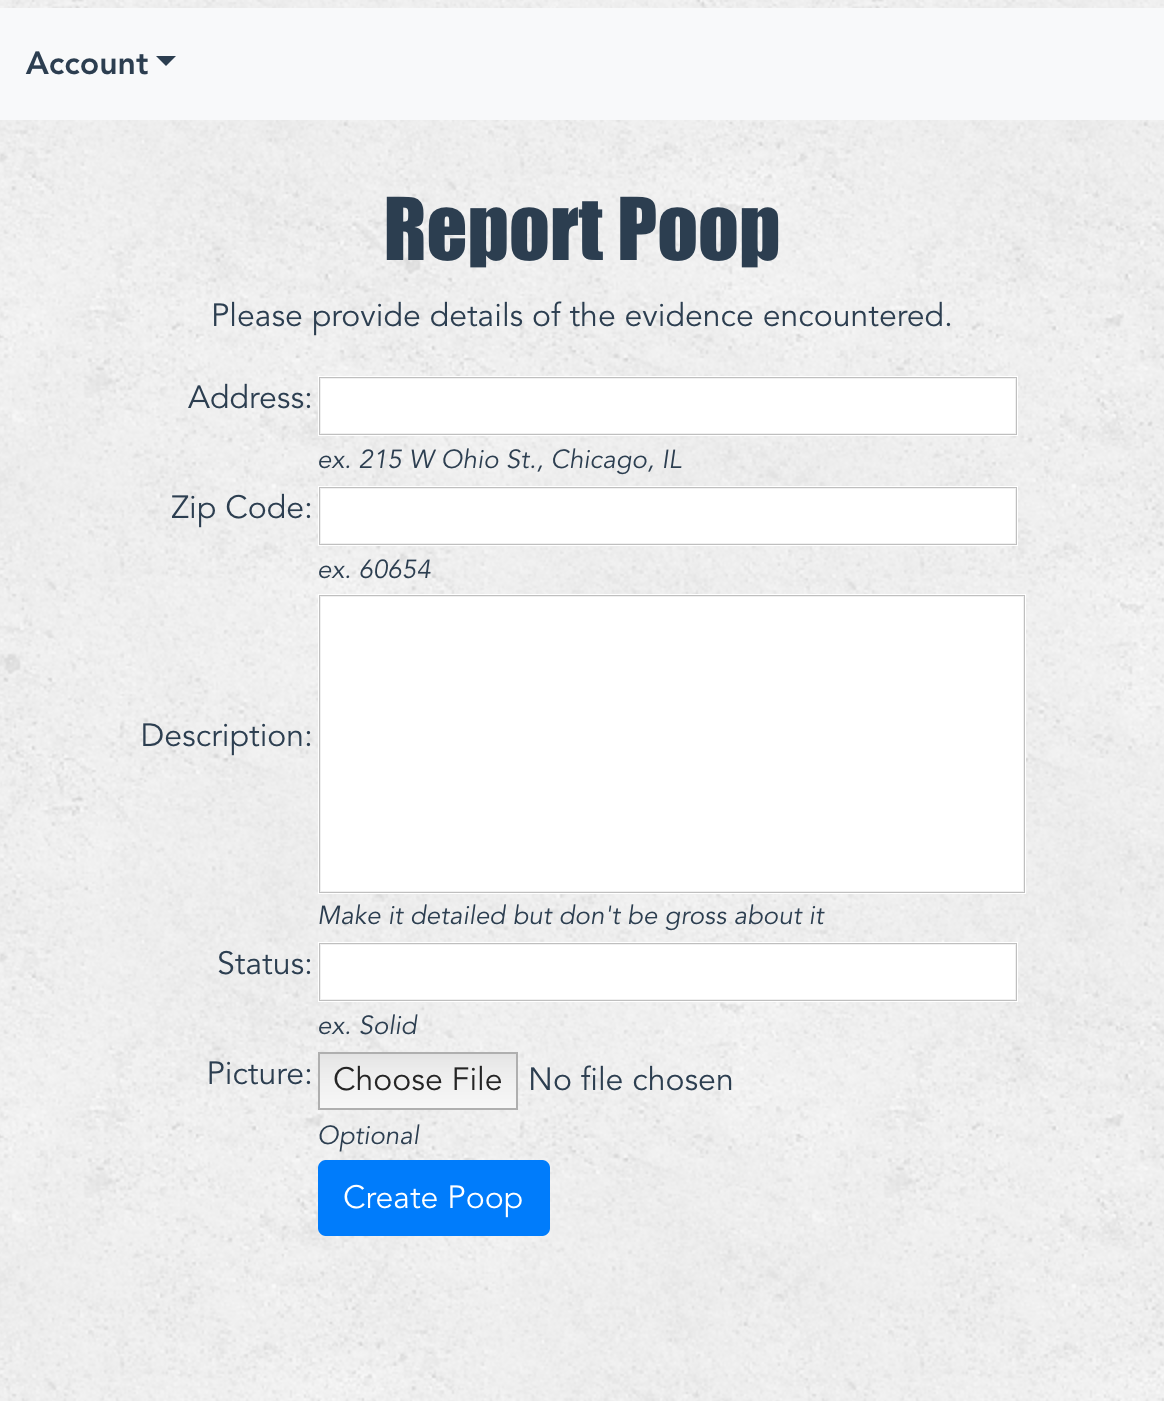 Account
Report Poop
Please provide details of the evidence encountered.
Address:
ex. 215 W Ohio St., Chicago, IL
Zip Code:
ex. 60654
Description:
Make it detailed but don't be gross about it
Status:
ex. Solid
Picture: Choose File No file chosen
Optional
Create Poop